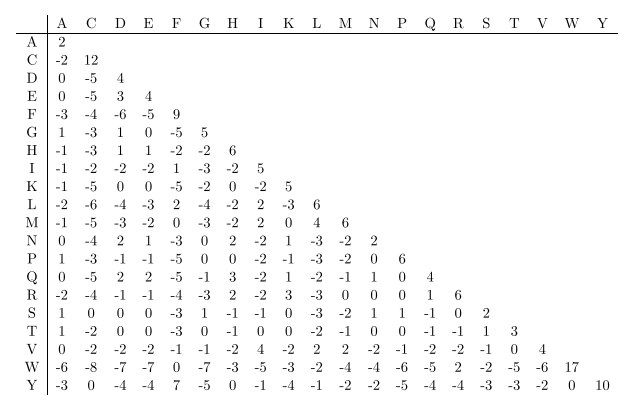 A C D E F G H I K L M N P Q R S T V W Y
A 2
C -2 12
D 0 -5 4
E 0 -5 3 4
F -3 -4 -6 -5 9
G 1 -3 1 0 -5 5
H -1 -3 1 1 -2 -2 6
I -1 -2 -2 -2 1 -3 -2 5
K -1 -5 0 0 -5 -2 0 -2 5
L -2 -6 -4 -3 2 -4 -2 2 -3 6
M -1 -5 -3 -2 0 -3 -2 2 0 4 6
N 0 -4 2 1 -3 0 2 -2 1 -3 -2 2
P 1 -3 -1 -1 -5 0 0 -2 -1 -3 -2 0 6
Q 0 -5 2 2 -5 -1 3 -2 1 -2 -1 1 0 4
R -2 -4 -1 -1 -4 -3 2 -2 3 -3 0 0 0 1 6
S 1 0 0 0 -3 1 -1 -1 0 -3 -2 1 1 -1 0 2
T 1 -2 0 0 -3 0 -1 0 0 -2 -1 0 0 -1 -1 1 3
V 0 -2 -2 -2 -1 -1 -2 4 -2 2 2 -2 -1 -2 -2 -1 0 4
W -6 -8 -7 -7 0 -7 -3 -5 -3 -2 -4 -4 -6 -5 2 -2 -5 -6 17
Y -3 0 -4 -4 7 -5 0 -1 -4 -1 -2 -2 -5 -4 -4 -3 -3 -2 0 10